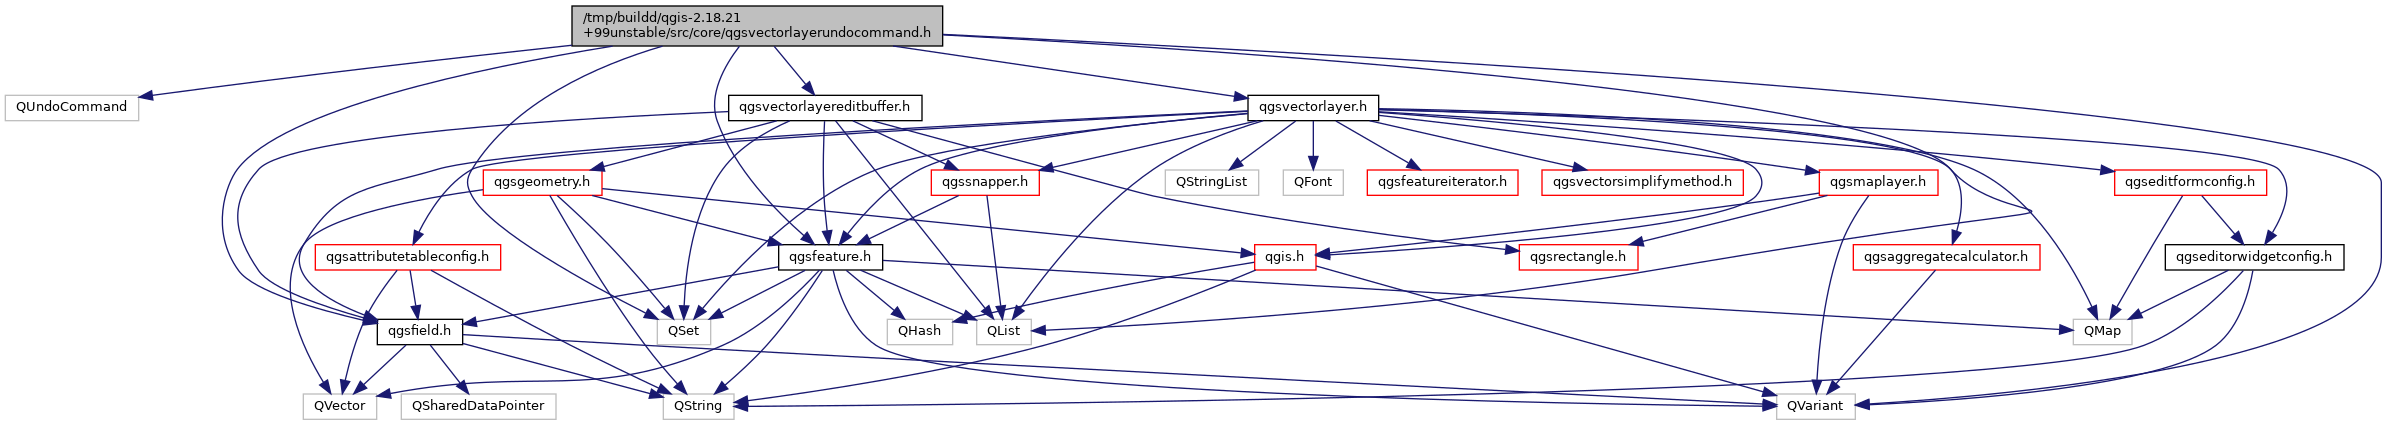 /tmp/buildd/qgis-2.18.21
+99unstable/src/core/qgsvectorlayerundocommand.h
QUndoCommand
qgsvectorlayereditbuffer.h
qgsvectorlayer.h
qgsgeometry.h
qgssnapper.h
QStringList
QFont
qgsfeatureiterator.h
qgsvectorsimplifymethod.h
qgsmaplayer.h
qgseditformconfig.h
qgsattributetableconfig.h
qgsfeature.h
qgis.h
qgsrectangle.h
qgsaggregatecalculator.h
qgseditorwidgetconfig.h
qgsfield.h
QSet
QHash
QList
QMap
QVector
QSharedDataPointer
QString
QVariant